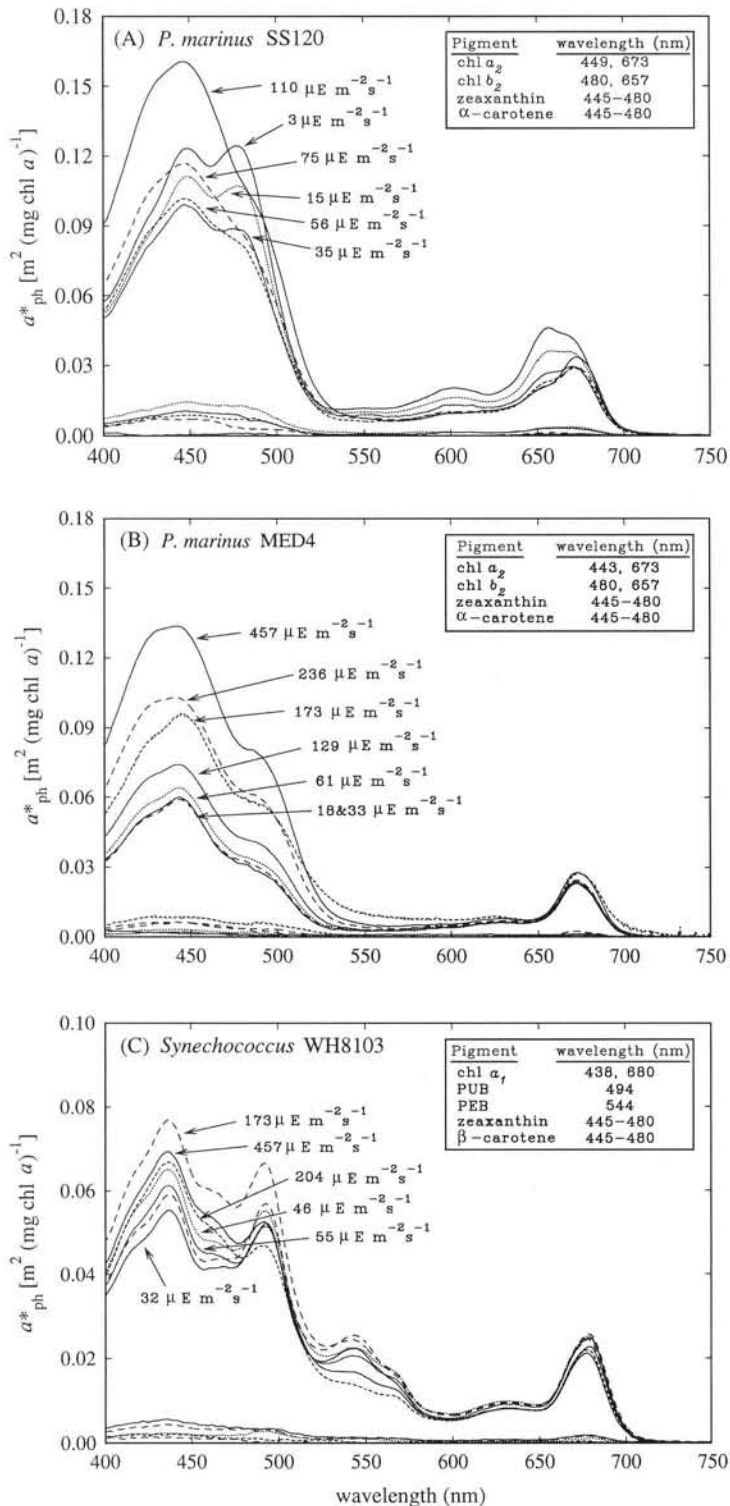 (A) P. marinus SS120
Pigment wavelength (nm)
chl a₂ 449, 673
chl b₂ 480, 657
zeaxanthin 445-480
α-carotene 445-480
110 μE m⁻²s⁻¹
3 μE m⁻²s⁻¹
75 μE m⁻²s⁻¹
15 μE m⁻²s⁻¹
56 μE m⁻²s⁻¹
35 μE m⁻²s⁻¹
a*ph [m² (mg chl a)⁻¹]
0.18
0.15
0.12
0.09
0.06
0.03
0.00
400 450 500 550 600 650 700 750
(B) P. marinus MED4
Pigment wavelength (nm)
chl a₂ 443, 673
chl b₂ 480, 657
zeaxanthin 445-480
α-carotene 445-480
457 μE m⁻²s⁻¹
236 μE m⁻²s⁻¹
173 μE m⁻²s⁻¹
129 μE m⁻²s⁻¹
61 μE m⁻²s⁻¹
18&33 μE m⁻²s⁻¹
a*ph [m² (mg chl a)⁻¹]
0.18
0.15
0.12
0.09
0.06
0.03
0.00
400 450 500 550 600 650 700 750
(C) Synechococcus WH8103
Pigment wavelength (nm)
chl a₁ 438, 680
PUB 494
PEB 544
zeaxanthin 445-480
β-carotene 445-480
173 μE m⁻²s⁻¹
457 μE m⁻²s⁻¹
204 μE m⁻²s⁻¹
46 μE m⁻²s⁻¹
55 μE m⁻²s⁻¹
32 μE m⁻²s⁻¹
a*ph [m² (mg chl a)⁻¹]
0.10
0.08
0.06
0.04
0.02
0.00
400 450 500 550 600 650 700 750
wavelength (nm)